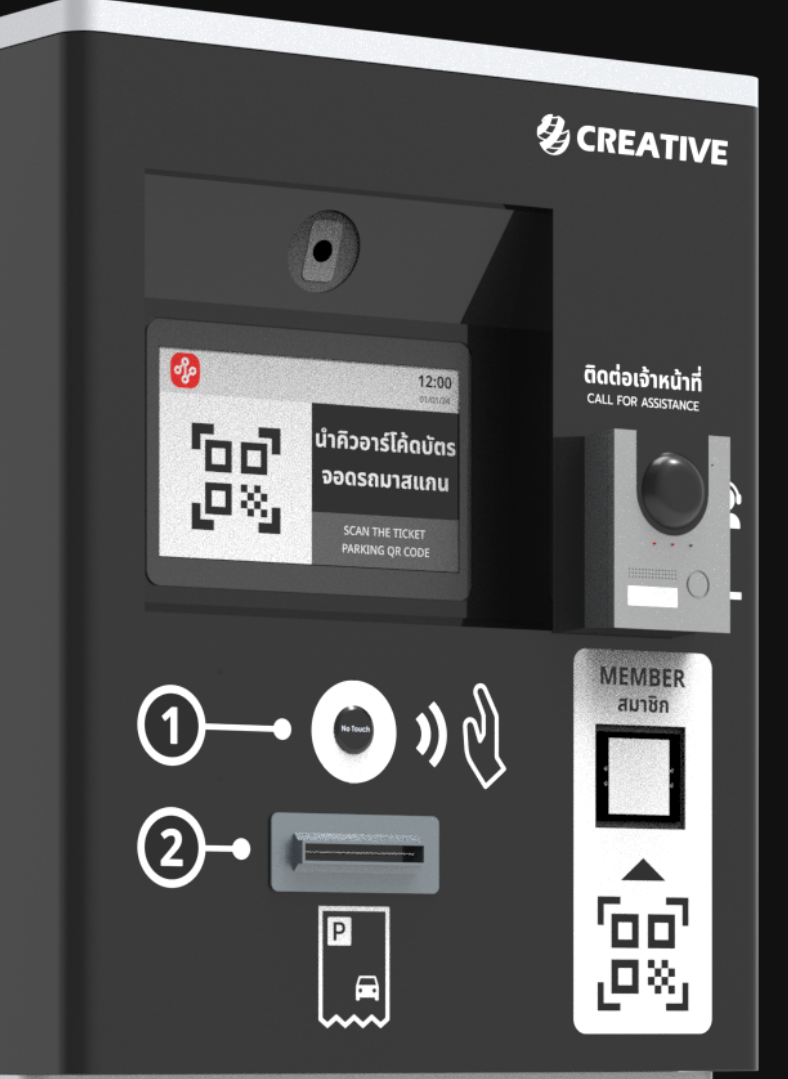 CREATIVE
12:00
01/01/24
นำคิวอาร์โค้ดบัตร
จอดรถมาสแกน
SCAN THE TICKET
PARKING QR CODE
ติดต่อเจ้าหน้าที่
CALL FOR ASSISTANCE
1
No Touch
2
P
MEMBER
สมาชิก